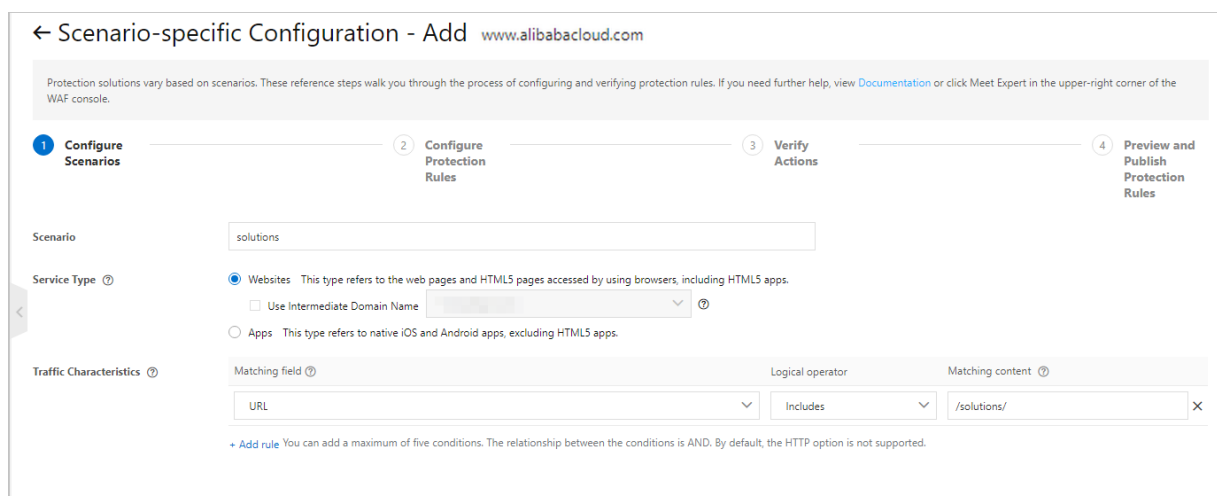 ← Scenario-specific Configuration - Add www.alibabacloud.com
Protection solutions vary based on scenarios. These reference steps walk you through the process of configuring and verifying protection rules. If you need further help, view Documentation or click Meet Expert in the upper-right corner of the
WAF console.
1 Configure
Scenarios
2 Configure
Protection
Rules
3 Verify
Actions
4 Preview and
Publish
Protection
Rules
Scenario solutions
Service Type Websites This type refers to the web pages and HTML5 pages accessed by using browsers, including HTML5 apps.
Use Intermediate Domain Name
Apps This type refers to native iOS and Android apps, excluding HTML5 apps.
Traffic Characteristics Matching field Logical operator Matching content
URL Includes /solutions/
+ Add rule You can add a maximum of five conditions. The relationship between the conditions is AND. By default, the HTTP option is not supported.